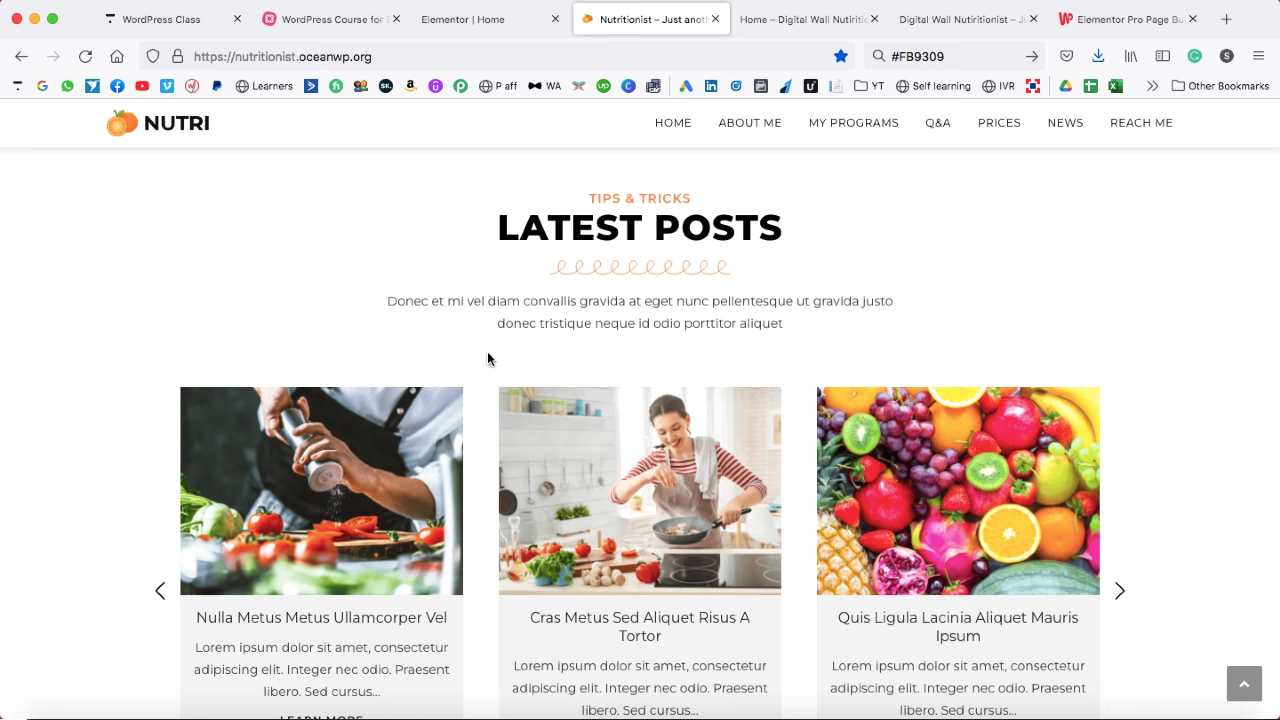 WordPress Class
WordPress Course for E
Elementor | Home
Nutritionist – Just anot
Home – Digital Wall Nutiritic
Digital Wall Nutiritionist – Ju
Elementor Pro Page Bu
https://nutritionist.oceanwp.org
#FB9309
Learners
P aff
WA
YT
Self learning
IVR
Other Bookmarks
NUTRI
HOME
ABOUT ME
MY PROGRAMS
Q&A
PRICES
NEWS
REACH ME
TIPS & TRICKS
LATEST POSTS
Donec et mi vel diam convallis gravida at eget nunc pellentesque ut gravida justo
donec tristique neque id odio porttitor aliquet
Nulla Metus Metus Ullamcorper Vel
Lorem ipsum dolor sit amet, consectetur
adipiscing elit. Integer nec odio. Praesent
libero. Sed cursus...
LEARN MORE
Cras Metus Sed Aliquet Risus A
Tortor
Lorem ipsum dolor sit amet, consectetur
adipiscing elit. Integer nec odio. Praesent
libero. Sed cursus...
Quis Ligula Lacinia Aliquet Mauris
Ipsum
Lorem ipsum dolor sit amet, consectetur
adipiscing elit. Integer nec odio. Praesent
libero. Sed cursus...